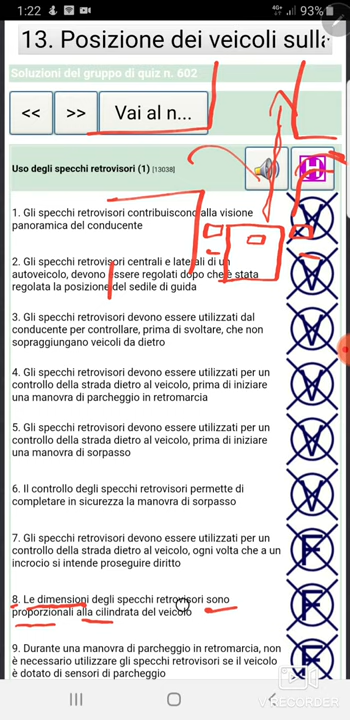 1:22
4G+
93%
13. Posizione dei veicoli sulla
Soluzioni del gruppo di quiz n. 602
<<
>>
Vai al n...
Uso degli specchi retrovisori (1) [13038]
H
1. Gli specchi retrovisori contribuiscono alla visione
panoramica del conducente
V
2. Gli specchi retrovisori centrali e laterali di un
autoveicolo, devono essere regolati dopo che è stata
regolata la posizione del sedile di guida
V
3. Gli specchi retrovisori devono essere utilizzati dal
conducente per controllare, prima di svoltare, che non
sopraggiungano veicoli da dietro
V
4. Gli specchi retrovisori devono essere utilizzati per un
controllo della strada dietro al veicolo, prima di iniziare
una manovra di parcheggio in retromarcia
V
5. Gli specchi retrovisori devono essere utilizzati per un
controllo della strada dietro al veicolo, prima di iniziare
una manovra di sorpasso
V
6. Il controllo degli specchi retrovisori permette di
completare in sicurezza la manovra di sorpasso
V
7. Gli specchi retrovisori devono essere utilizzati per un
controllo della strada dietro al veicolo, ogni volta che a un
incrocio si intende proseguire diritto
F
8. Le dimensioni degli specchi retrovisori sono
proporzionali alla cilindrata del veicolo
F
9. Durante una manovra di parcheggio in retromarcia, non
è necessario utilizzare gli specchi retrovisori se il veicolo
è dotato di sensori di parcheggio
F
V RECORDER